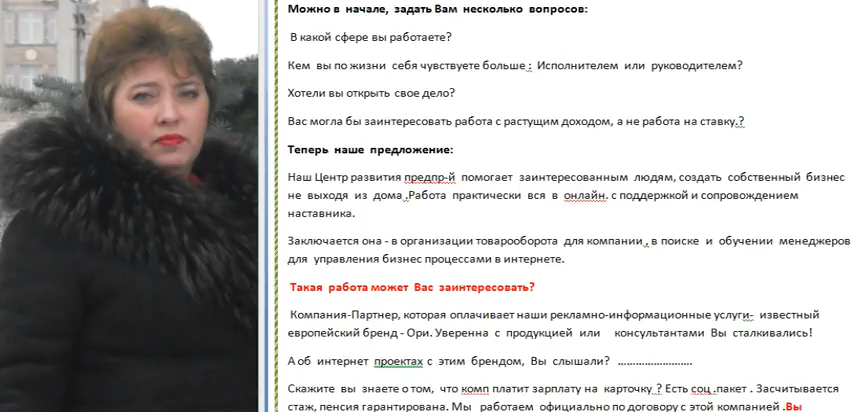 Можно в начале, задать Вам несколько вопросов:
В какой сфере вы работаете?
Кем вы по жизни себя чувствуете больше : Исполнителем или руководителем?
Хотели вы открыть свое дело?
Вас могла бы заинтересовать работа с растущим доходом, а не работа на ставку.?
Теперь наше предложение:
Наш Центр развития предпр-й помогает заинтересованным людям, создать собственный бизнес
не выходя из дома .Работа практически вся в онлайн. с поддержкой и сопровождением
наставника.
Заключается она - в организации товарооборота для компании , в поиске и обучении менеджеров
для управления бизнес процессами в интернете.
Такая работа может Вас заинтересовать?
Компания-Партнер, которая оплачивает наши рекламно-информационные услуги- известный
европейский бренд - Ори. Уверенна с продукцией или консультантами Вы сталкивались!
А об интернет проектах с этим брендом, Вы слышали? ……………………
Скажите вы знаете о том, что комп платит зарплату на карточку ? Есть соц .пакет . Засчитывается
стаж, пенсия гарантирована. Мы работаем официально по договору с этой компанией .Вы